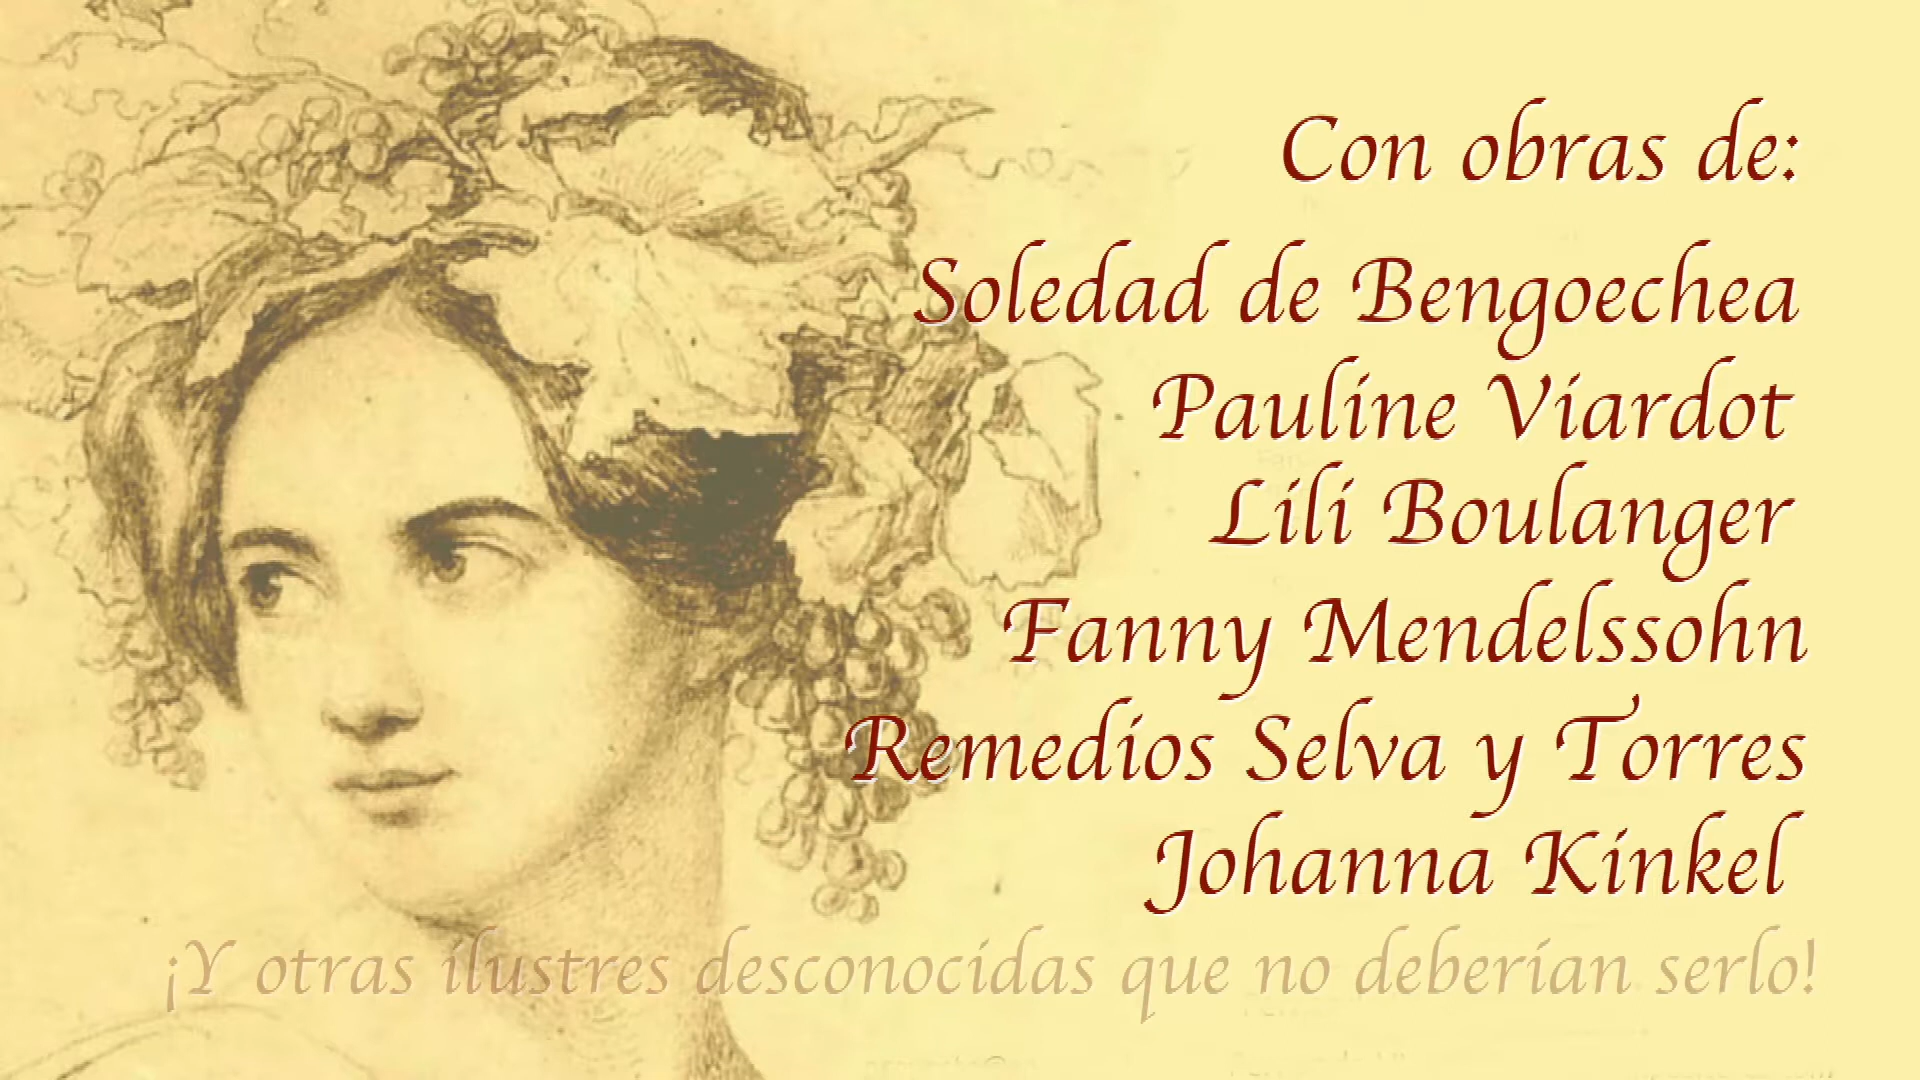 Con obras de:
Soledad de Bengoechea
Pauline Viardot
Lili Boulanger
Fanny Mendelssohn
Remedios Selva y Torres
Johanna Kinkel
¡Y otras ilustres desconocidas que no deberían serlo!